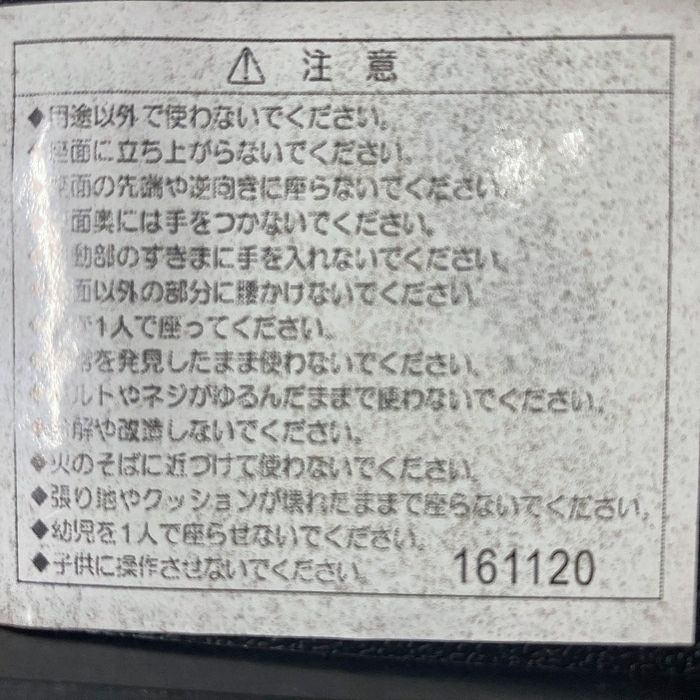 ⚠ 注意
◆用途以外で使わないでください。
面に立ち上がらないでください。
面の先端や逆向きに座らないでください。
面奥には手をつかないでください。
動部のすきまに手を入れないでください。
面以外の部分に腰かけないでください。
1人で座ってください。
を発見したまま使わないでください。
ルトやネジがゆるんだままで使わないでください。
解や改造しないでください。
◆火のそばに近づけて使わないでください。
◆張り地やクッションが壊れたままで座らないでください。
◆幼児を1人で座らせないでください。
◆子供に操作させないでください。
161120